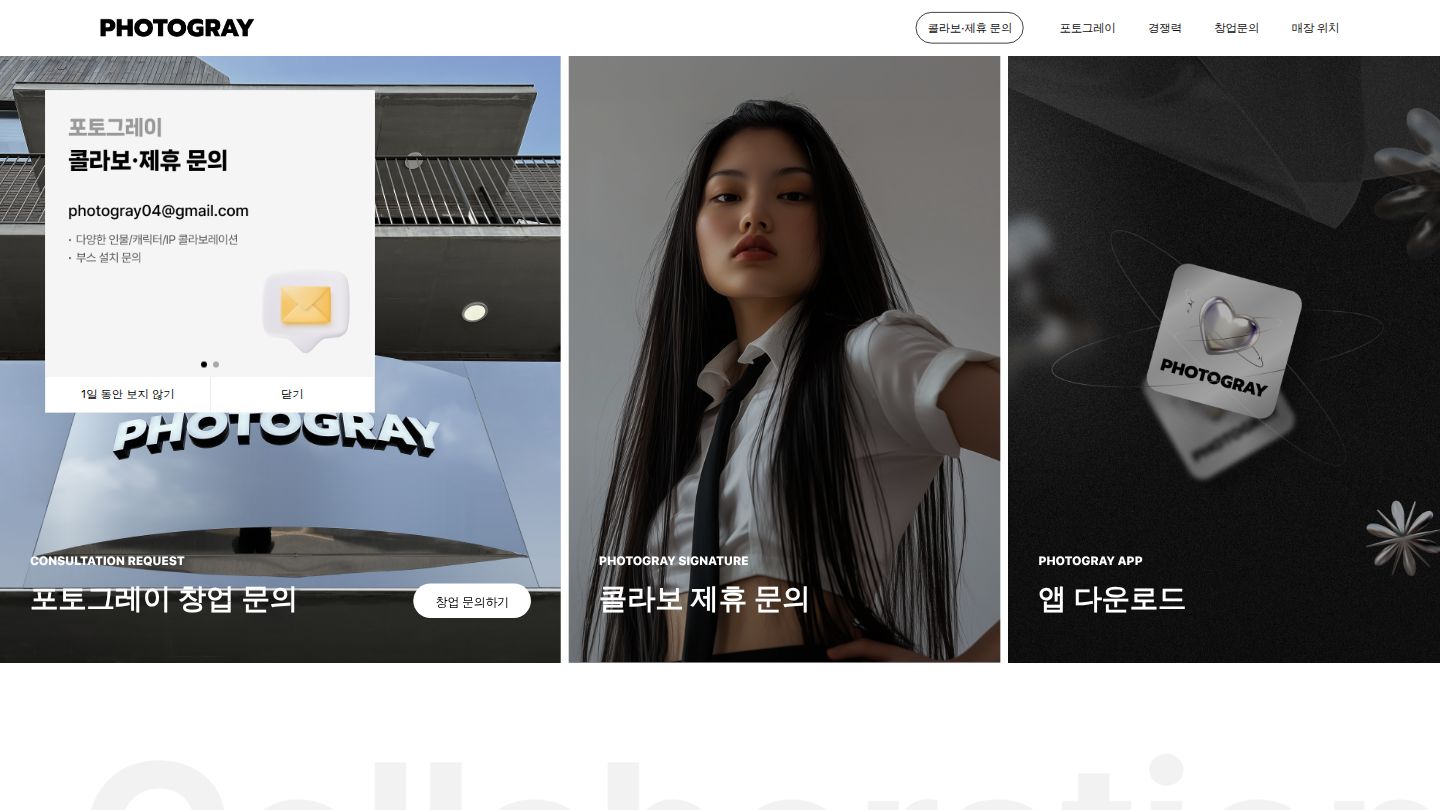 PHOTOGRAY
콜라보·제휴 문의
포토그레이
경쟁력
창업문의
매장 위치
포토그레이
콜라보·제휴 문의
photogray04@gmail.com
· 다양한 인물/캐릭터/IP 콜라보레이션
· 부스 설치 문의
1일 동안 보지 않기
닫기
PHOTOGRAY
CONSULTATION REQUEST
포토그레이 창업 문의
창업 문의하기
PHOTOGRAY SIGNATURE
콜라보 제휴 문의
PHOTOGRAY
PHOTOGRAY
PHOTOGRAY APP
앱 다운로드
Collaboration